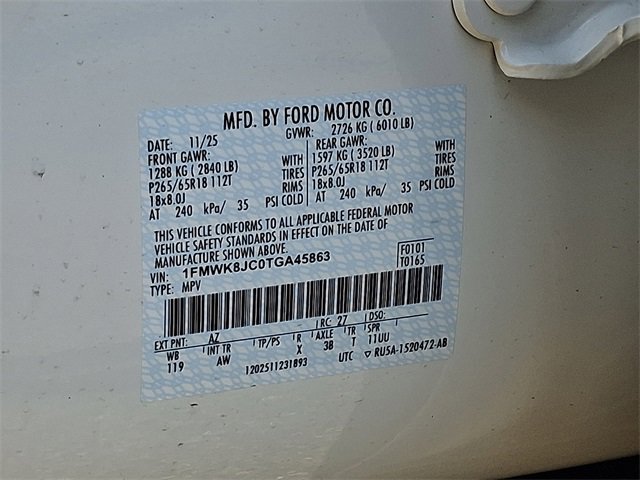 MFD. BY FORD MOTOR CO.
DATE: 11/25 GVWR: 2726 KG ( 6010 LB)
FRONT GAWR: REAR GAWR:
1288 KG ( 2840 LB) WITH 1597 KG ( 3520 LB) WITH
P265/65R18 112T TIRES P265/65R18 112T TIRES
18x8.0J RIMS 18x8.0J RIMS
AT 240 kPa/ 35 PSI COLD AT 240 kPa/ 35 PSI COLD
THIS VEHICLE CONFORMS TO ALL APPLICABLE FEDERAL MOTOR
VEHICLE SAFETY STANDARDS IN EFFECT ON THE DATE OF
MANUFACTURE SHOWN ABOVE.
VIN: 1FMWK8JC0TGA45863 F0101
TYPE: MPV T0165
EXT PNT: AZ RC: 27 DSO:
WB INT TR TP/PS R AXLE TR SPR
119 AW X 3B T 11UU
1202511231893 UTC ▽ RU5A-1520472-AB